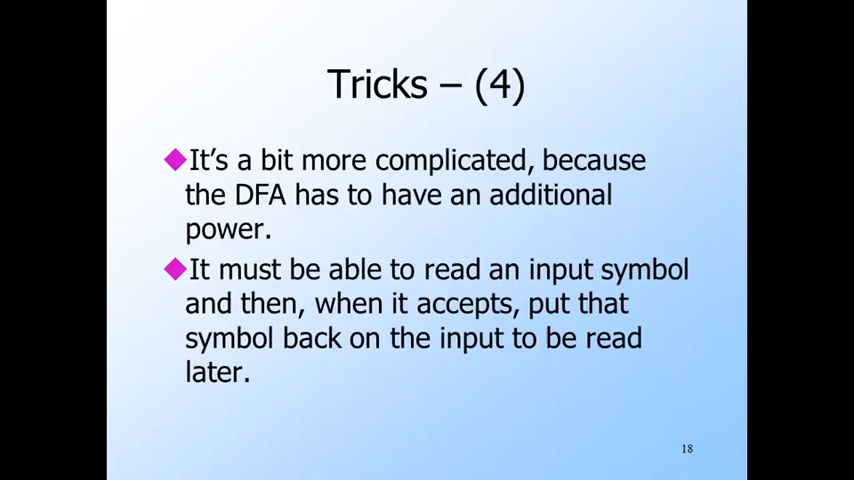 Tricks – (4)
It’s a bit more complicated, because
the DFA has to have an additional
power.
It must be able to read an input symbol
and then, when it accepts, put that
symbol back on the input to be read
later.
18